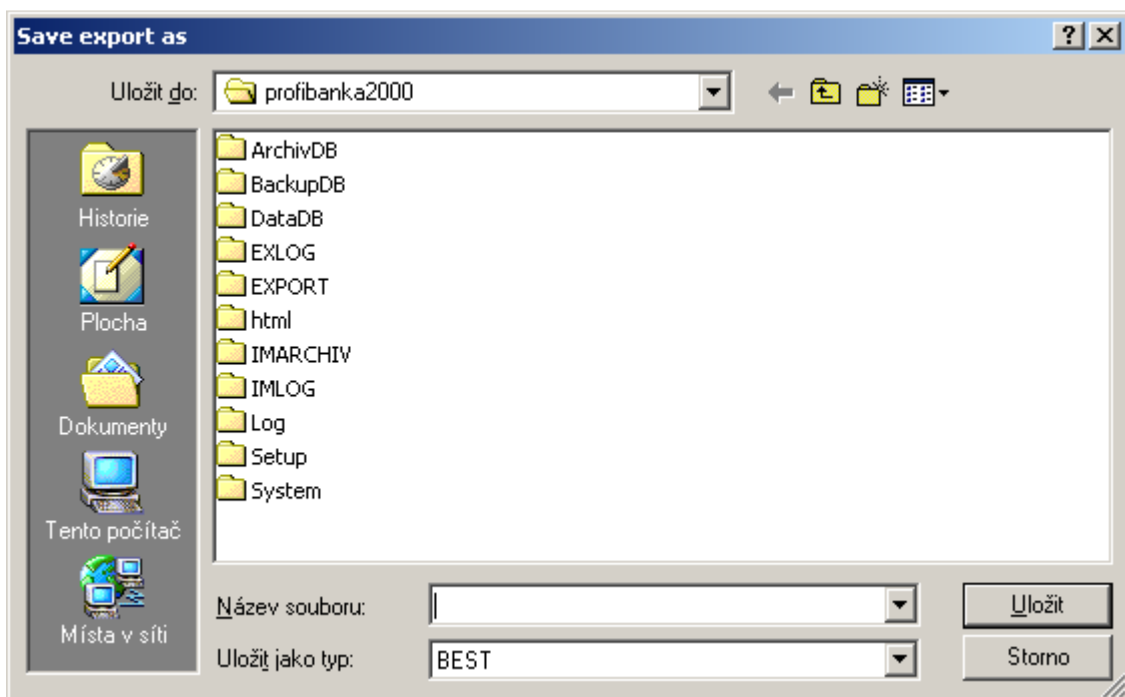 Save export as
Uložit do: profibanka2000
Historie
Plocha
Dokumenty
Tento počítač
Místa v síti
ArchivDB
BackupDB
DataDB
EXLOG
EXPORT
html
IMARCHIV
IMLOG
Log
Setup
System
Název souboru:
Uložit
Uložit jako typ: BEST
Storno